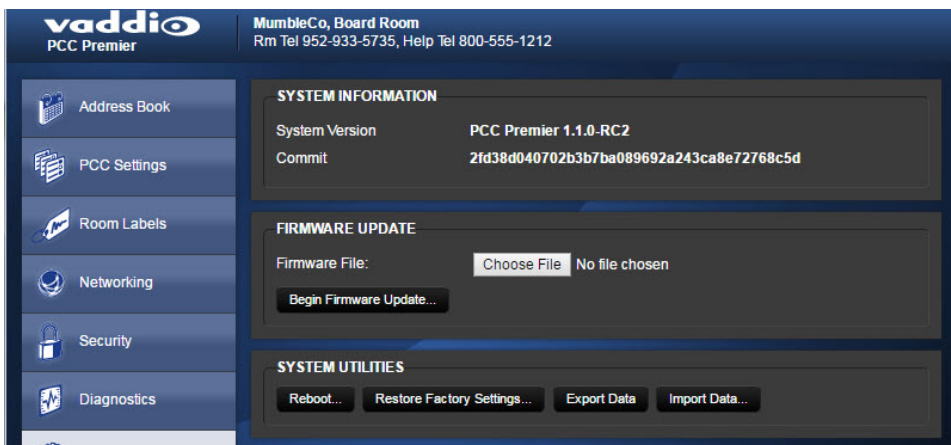 vaddio
PCC Premier
MumbleCo, Board Room
Rm Tel 952-933-5735, Help Tel 800-555-1212
Address Book
PCC Settings
Room Labels
Networking
Security
Diagnostics
SYSTEM INFORMATION
System Version PCC Premier 1.1.0-RC2
Commit 2fd38d040702b3b7ba089692a243ca8e72768c5d
FIRMWARE UPDATE
Firmware File: Choose File No file chosen
Begin Firmware Update...
SYSTEM UTILITIES
Reboot... Restore Factory Settings... Export Data Import Data...